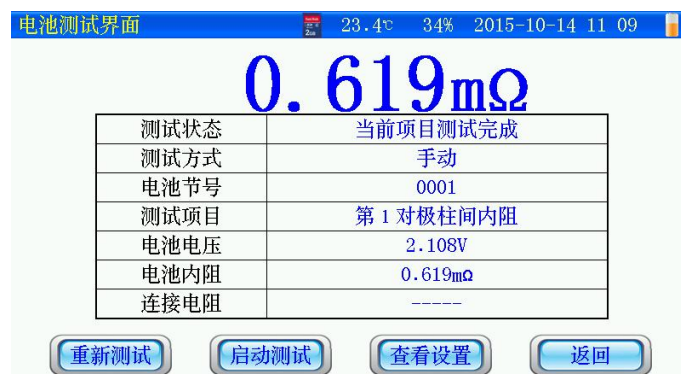 电池测试界面 23.4℃ 34% 2015-10-14 11 09
0.619mΩ
测试状态 当前项目测试完成
测试方式 手动
电池节号 0001
测试项目 第1对极柱间内阻
电池电压 2.108V
电池内阻 0.619mΩ
连接电阻 -----
重新测试 启动测试 查看设置 返回